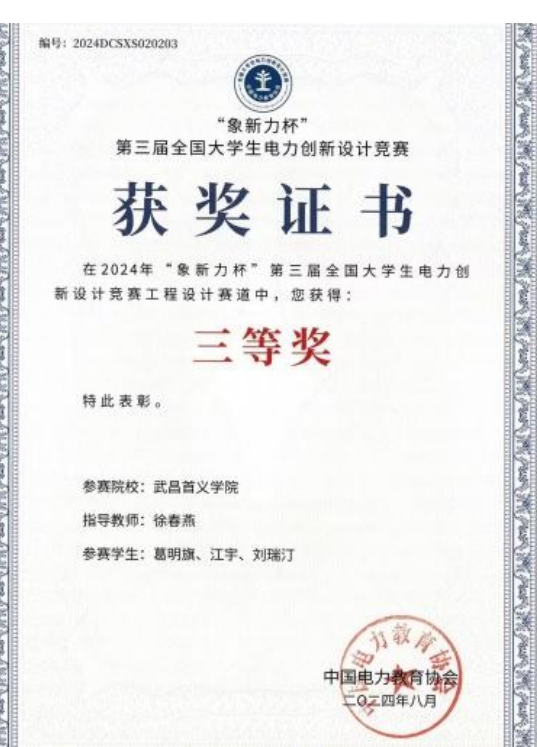 编号：2024DCSXS020203
“象新力杯”
第三届全国大学生电力创新设计竞赛
获奖证书
在2024年“象新力杯”第三届全国大学生电力创
新设计竞赛工程设计赛道中，您获得：
三等奖
特此表彰。
参赛院校：武昌首义学院
指导教师：徐春燕
参赛学生：葛明旗、江宇、刘瑞汀
中国电力教育协会
二〇二四年八月